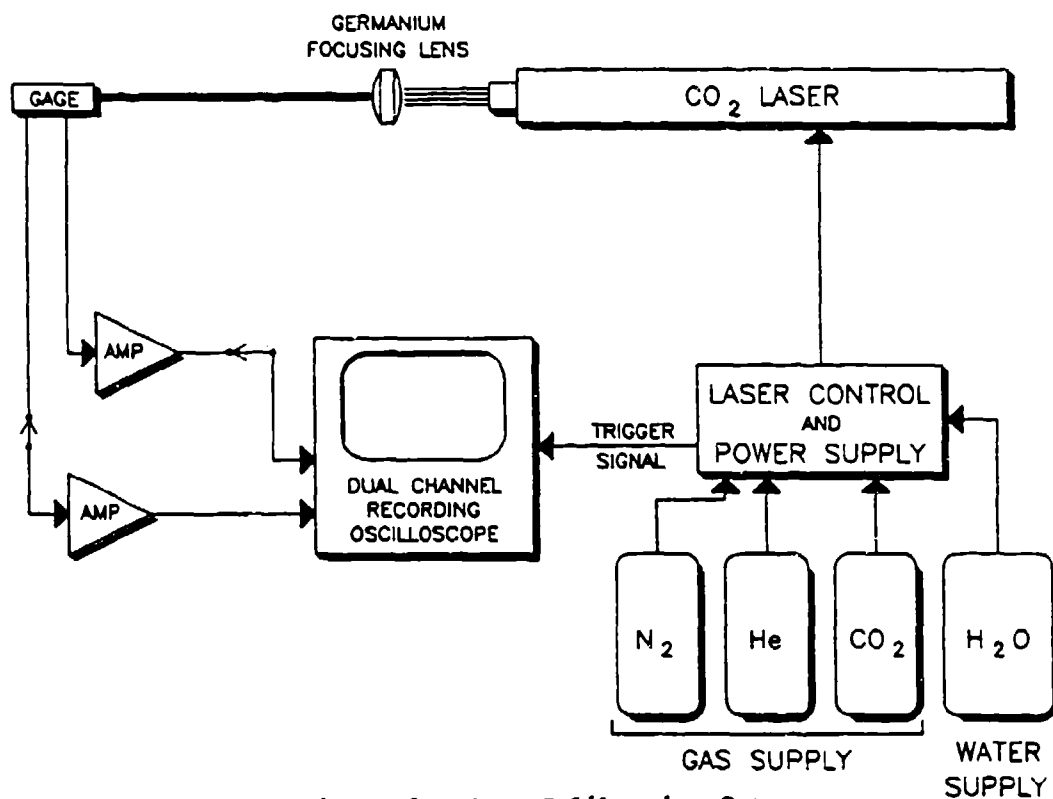 GERMANIUM
FOCUSING LENS
GAGE
CO2 LASER
AMP
AMP
DUAL CHANNEL
RECORDING
OSCILLOSCOPE
TRIGGER
SIGNAL
LASER CONTROL
AND
POWER SUPPLY
N2
He
CO2
H2O
GAS SUPPLY
WATER
SUPPLY